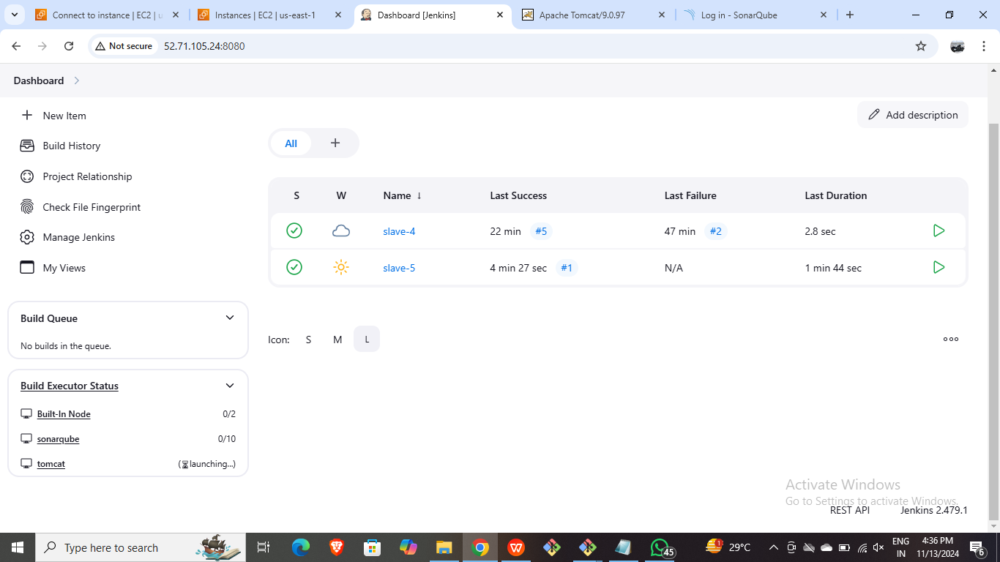 Connect to instance | EC2 | u
Instances | EC2 | us-east-1
Dashboard [Jenkins]
Apache Tomcat/9.0.97
Log in - SonarQube
Not secure
52.71.105.24:8080
Dashboard
New Item
Build History
Project Relationship
Check File Fingerprint
Manage Jenkins
My Views
Build Queue
No builds in the queue.
Build Executor Status
Built-In Node 0/2
sonarqube 0/10
tomcat (launching...)
Add description
All +
S W Name ↓ Last Success Last Failure Last Duration
slave-4 22 min #5 47 min #2 2.8 sec
slave-5 4 min 27 sec #1 N/A 1 min 44 sec
Icon: S M L
Activate Windows
Go to Settings to activate Windows.
REST API Jenkins 2.479.1
Type here to search
45
1
29°C
ENG
IN
4:36 PM
11/13/2024
6